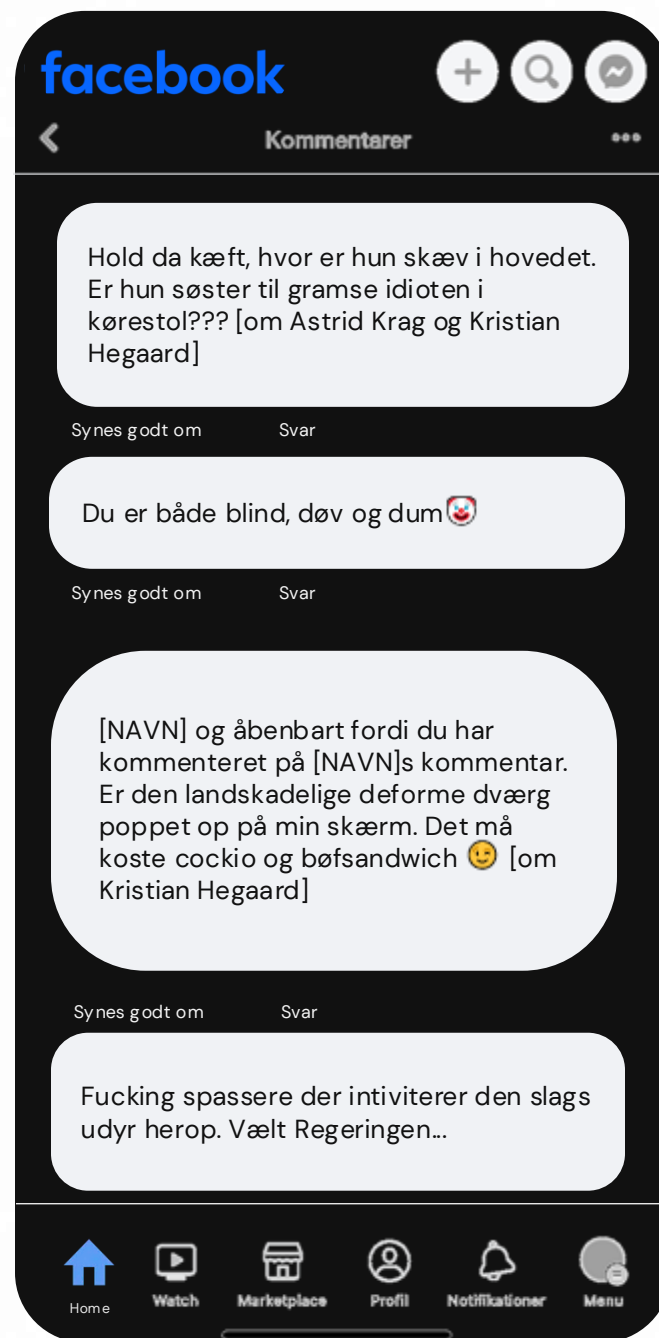 facebook
Kommentarer
Hold da kæft, hvor er hun skæv i hovedet.
Er hun søster til gramse idioten i
kørestol??? [om Astrid Krag og Kristian
Hegaard]
Synes godt om Svar
Du er både blind, døv og dum🤡
Synes godt om Svar
[NAVN] og åbenbart fordi du har
kommenteret på [NAVN]s kommentar.
Er den landskadelige deforme dværg
poppet op på min skærm. Det må
koste cockio og bøfsandwich 😉 [om
Kristian Hegaard]
Synes godt om Svar
Fucking spassere der intiviterer den slags
udyr herop. Vælt Regeringen...
Home Watch Marketplace Profil Notifikationer Menu